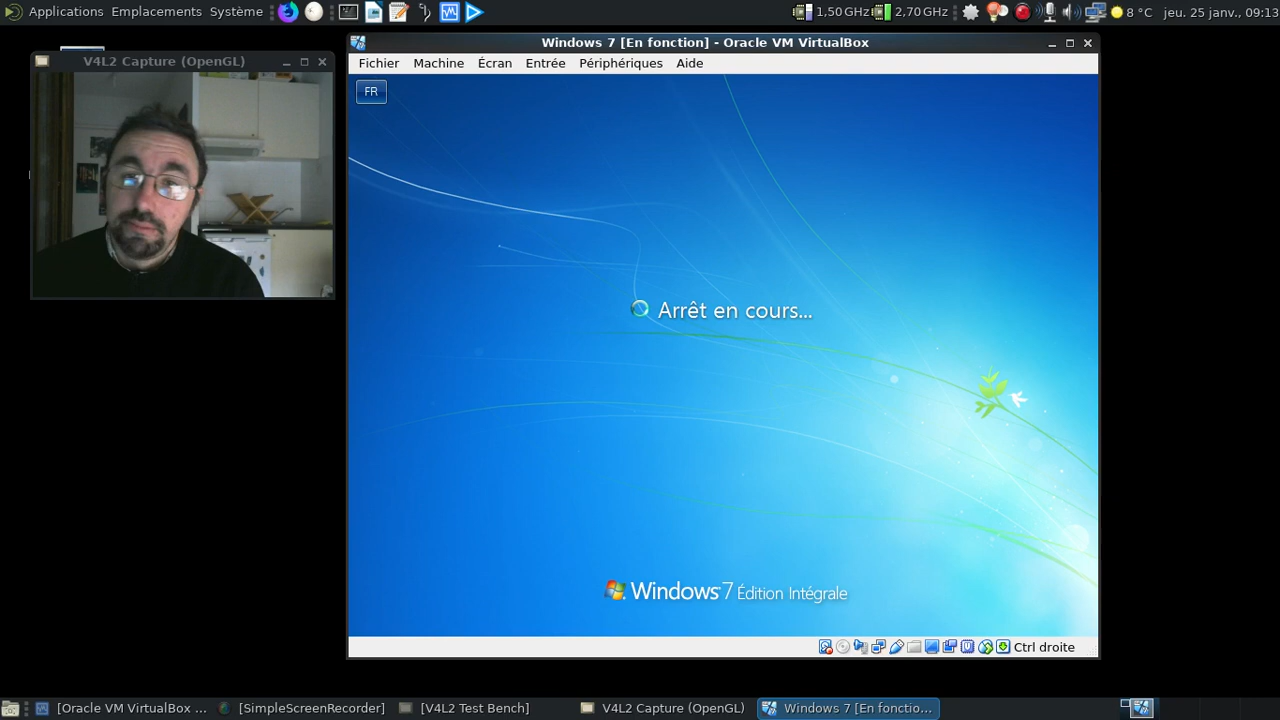 Applications Emplacements Système 1,50 GHz 2,70 GHz 8 °C jeu. 25 janv., 09:13
V4L2 Capture (OpenGL)
Windows 7 [En fonction] - Oracle VM VirtualBox
Fichier Machine Écran Entrée Périphériques Aide
FR
Arrêt en cours...
Windows 7 Édition Intégrale
Ctrl droite
[Oracle VM VirtualBox ... [SimpleScreenRecorder] [V4L2 Test Bench] V4L2 Capture (OpenGL) Windows 7 [En fonctio...